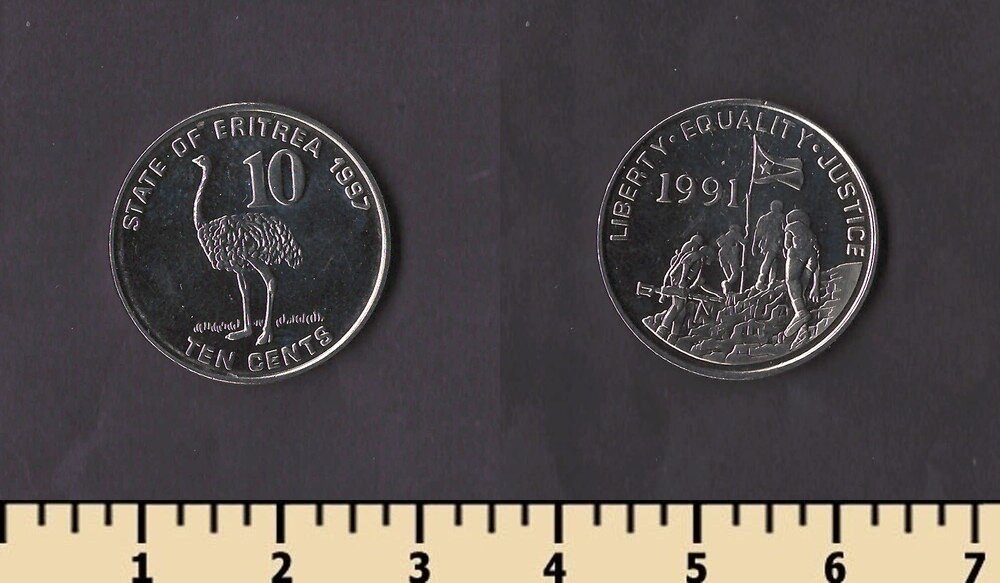 STATE OF ERITREA 1997
10
TEN CENTS
LIBERTY · EQUALITY · JUSTICE
1991
1 2 3 4 5 6 7